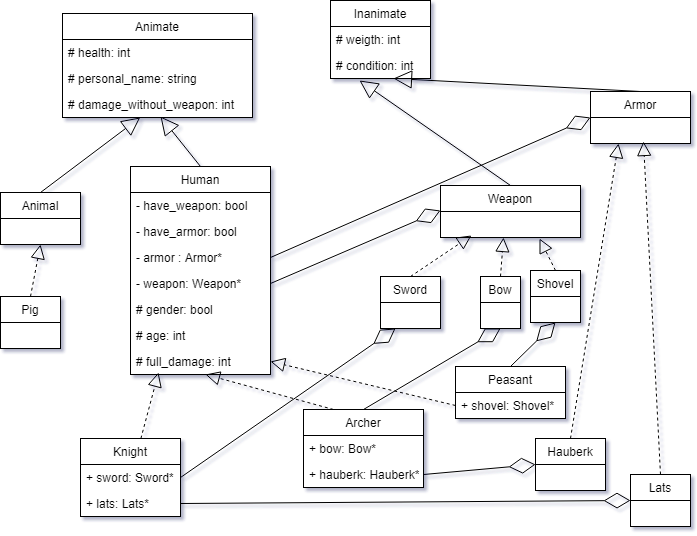 Animate
# health: int
# personal_name: string
# damage_without_weapon: int
Inanimate
# weigth: int
# condition: int
Armor
Animal
Human
- have_weapon: bool
- have_armor: bool
- armor : Armor*
- weapon: Weapon*
# gender: bool
# age: int
# full_damage: int
Weapon
Pig
Sword
Bow
Shovel
Peasant
+ shovel: Shovel*
Knight
+ sword: Sword*
+ lats: Lats*
Archer
+ bow: Bow*
+ hauberk: Hauberk*
Hauberk
Lats